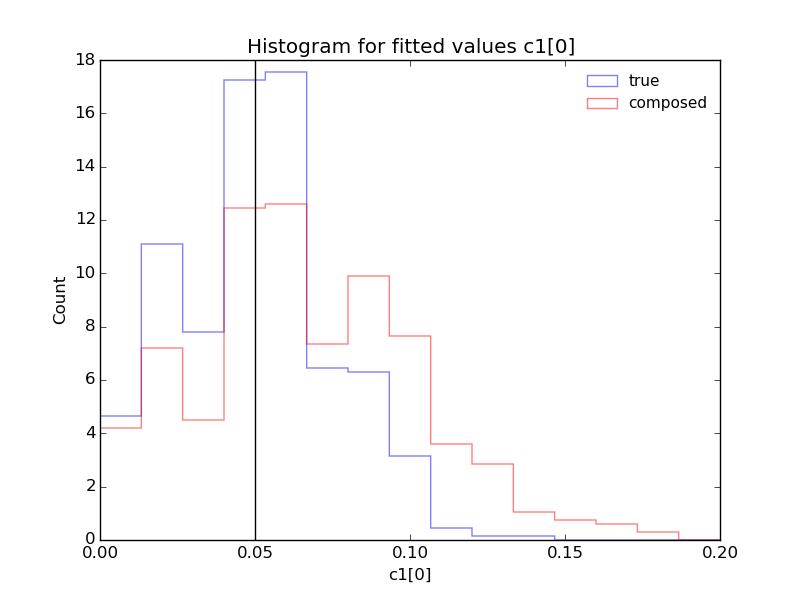 Histogram for fitted values c1[0]
true
composed
18
16
14
12
10
8
6
4
2
0
Count
0.00 0.05 0.10 0.15 0.20
c1[0]